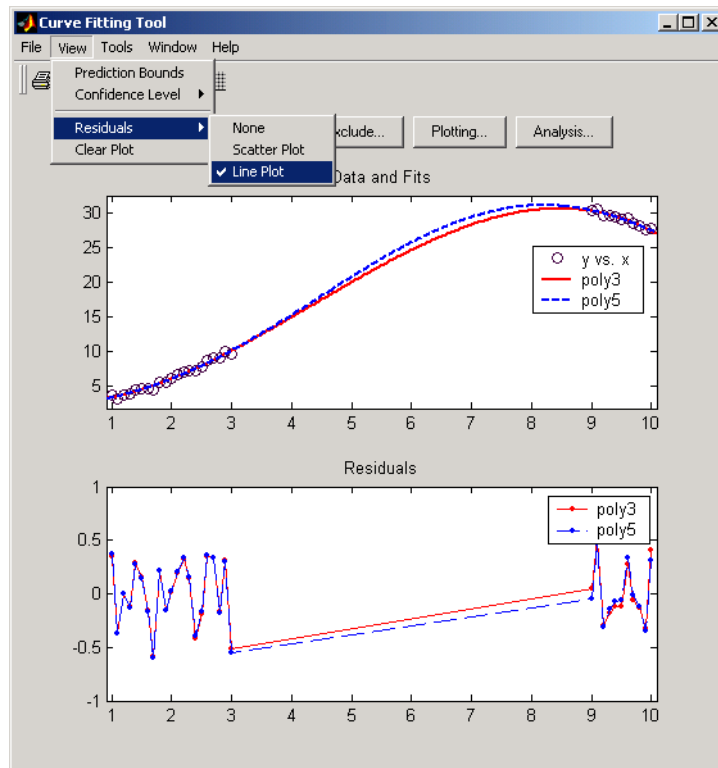 Curve Fitting Tool
File View Tools Window Help
Prediction Bounds
Confidence Level
Residuals
Clear Plot
None
Scatter Plot
Line Plot
xclude... Plotting... Analysis...
Data and Fits
30
25
20
15
10
5
1 2 3 4 5 6 7 8 9 10
y vs. x
poly3
poly5
Residuals
1
0.5
0
-0.5
-1
1 2 3 4 5 6 7 8 9 10
poly3
poly5